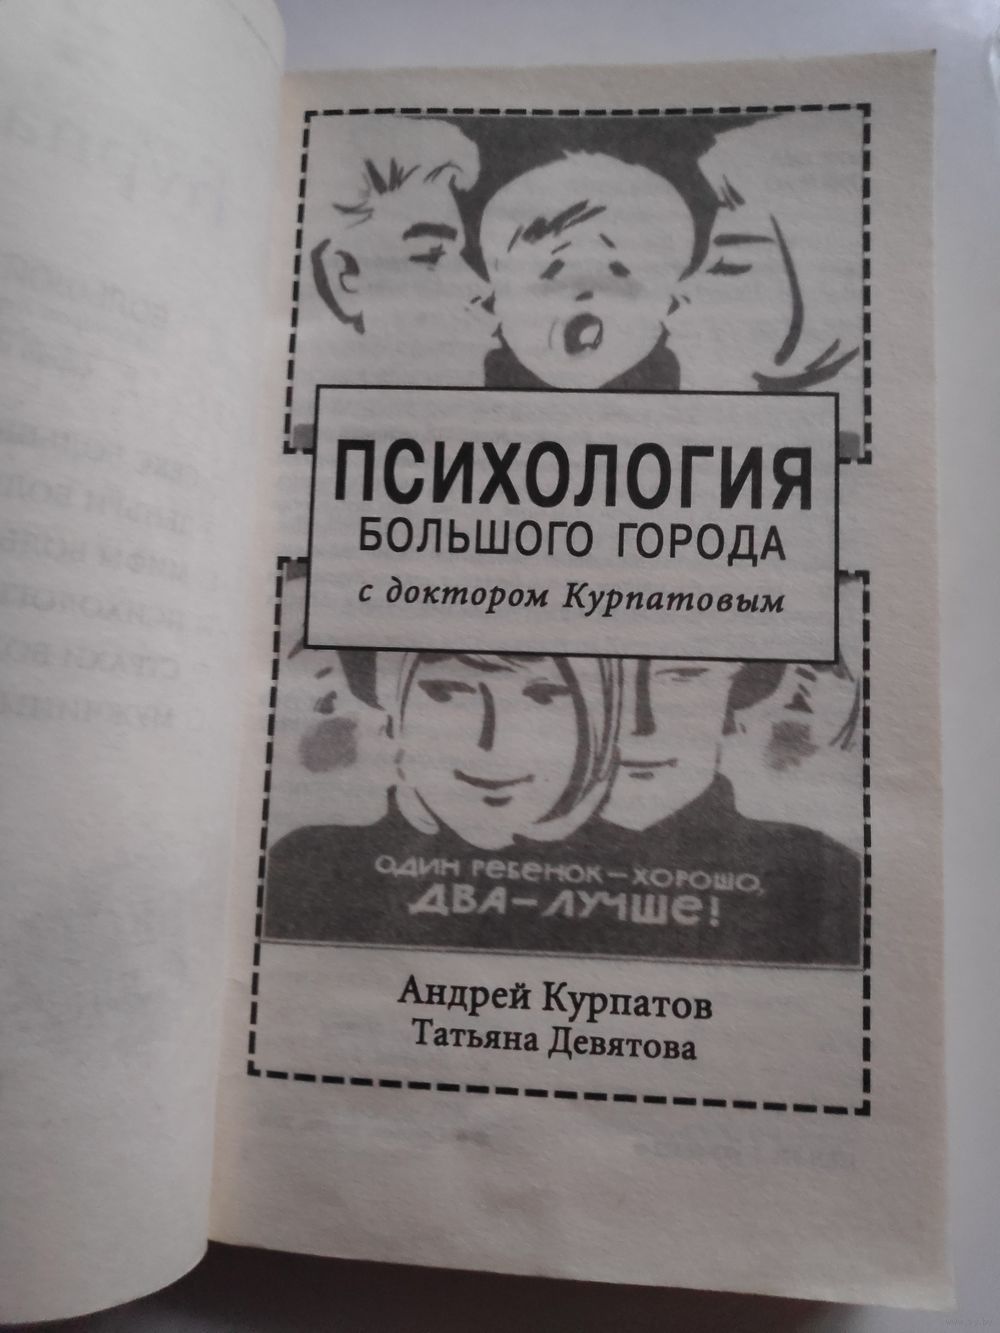 ПСИХОЛОГИЯ
БОЛЬШОГО ГОРОДА
с доктором Курпатовым
ОДИН РЕБЕНОК – ХОРОШО,
ДВА – ЛУЧШЕ!
Андрей Курпатов
Татьяна Девятова